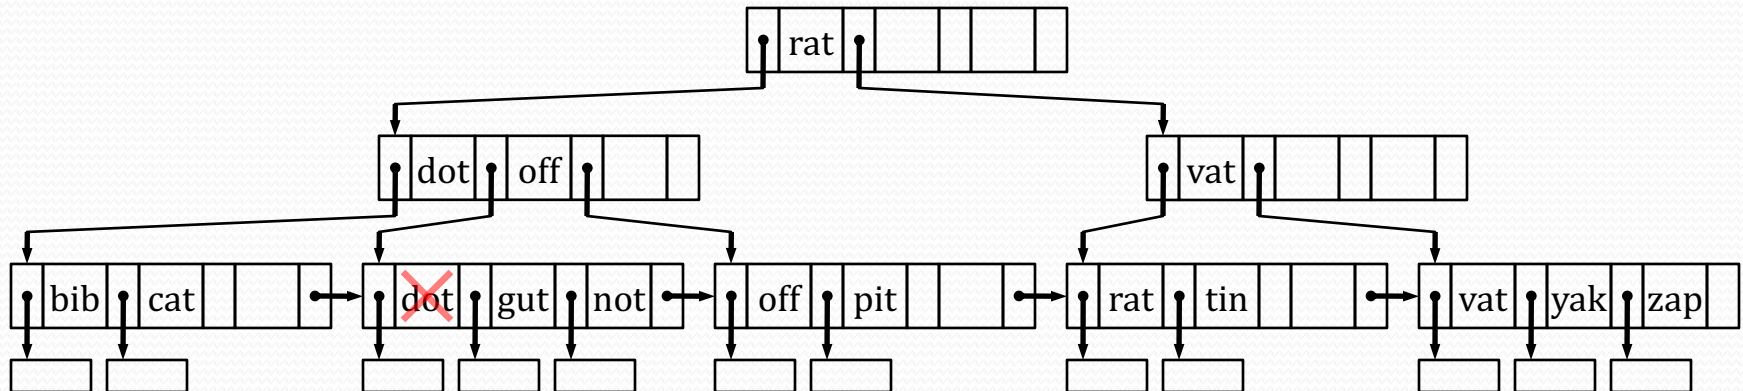 rat
dot off vat
bib cat dot gut not off pit rat tin vat yak zap